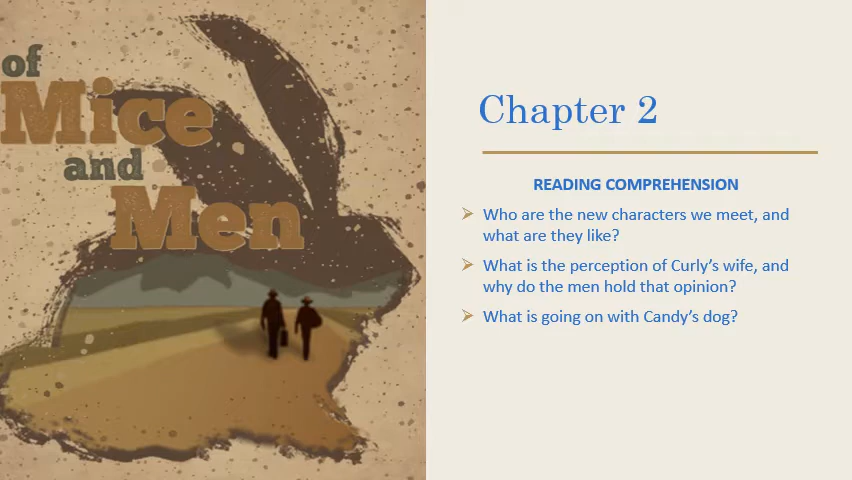 of
Mice
and
Men
Chapter 2
READING COMPREHENSION
Who are the new characters we meet, and
what are they like?
What is the perception of Curly's wife, and
why do the men hold that opinion?
What is going on with Candy's dog?